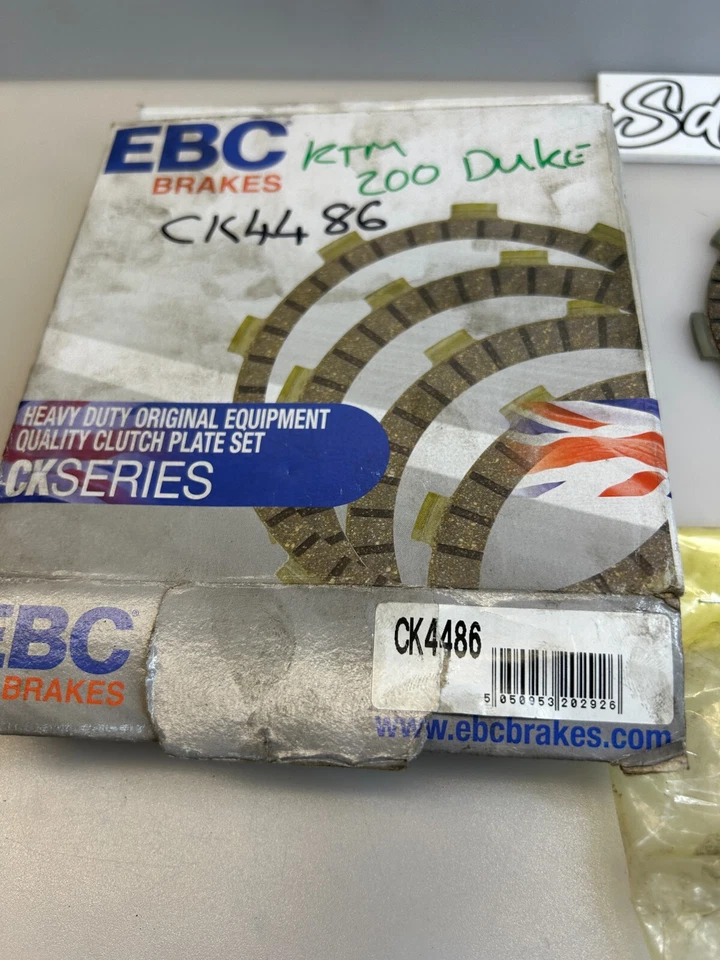 Sd
EBC
BRAKES
KTM
200 DUKE
CK4486
HEAVY DUTY ORIGINAL EQUIPMENT
QUALITY CLUTCH PLATE SET
CKSERIES
EBC
BRAKES
CK4486
5 050953 202926
www.ebcbrakes.com